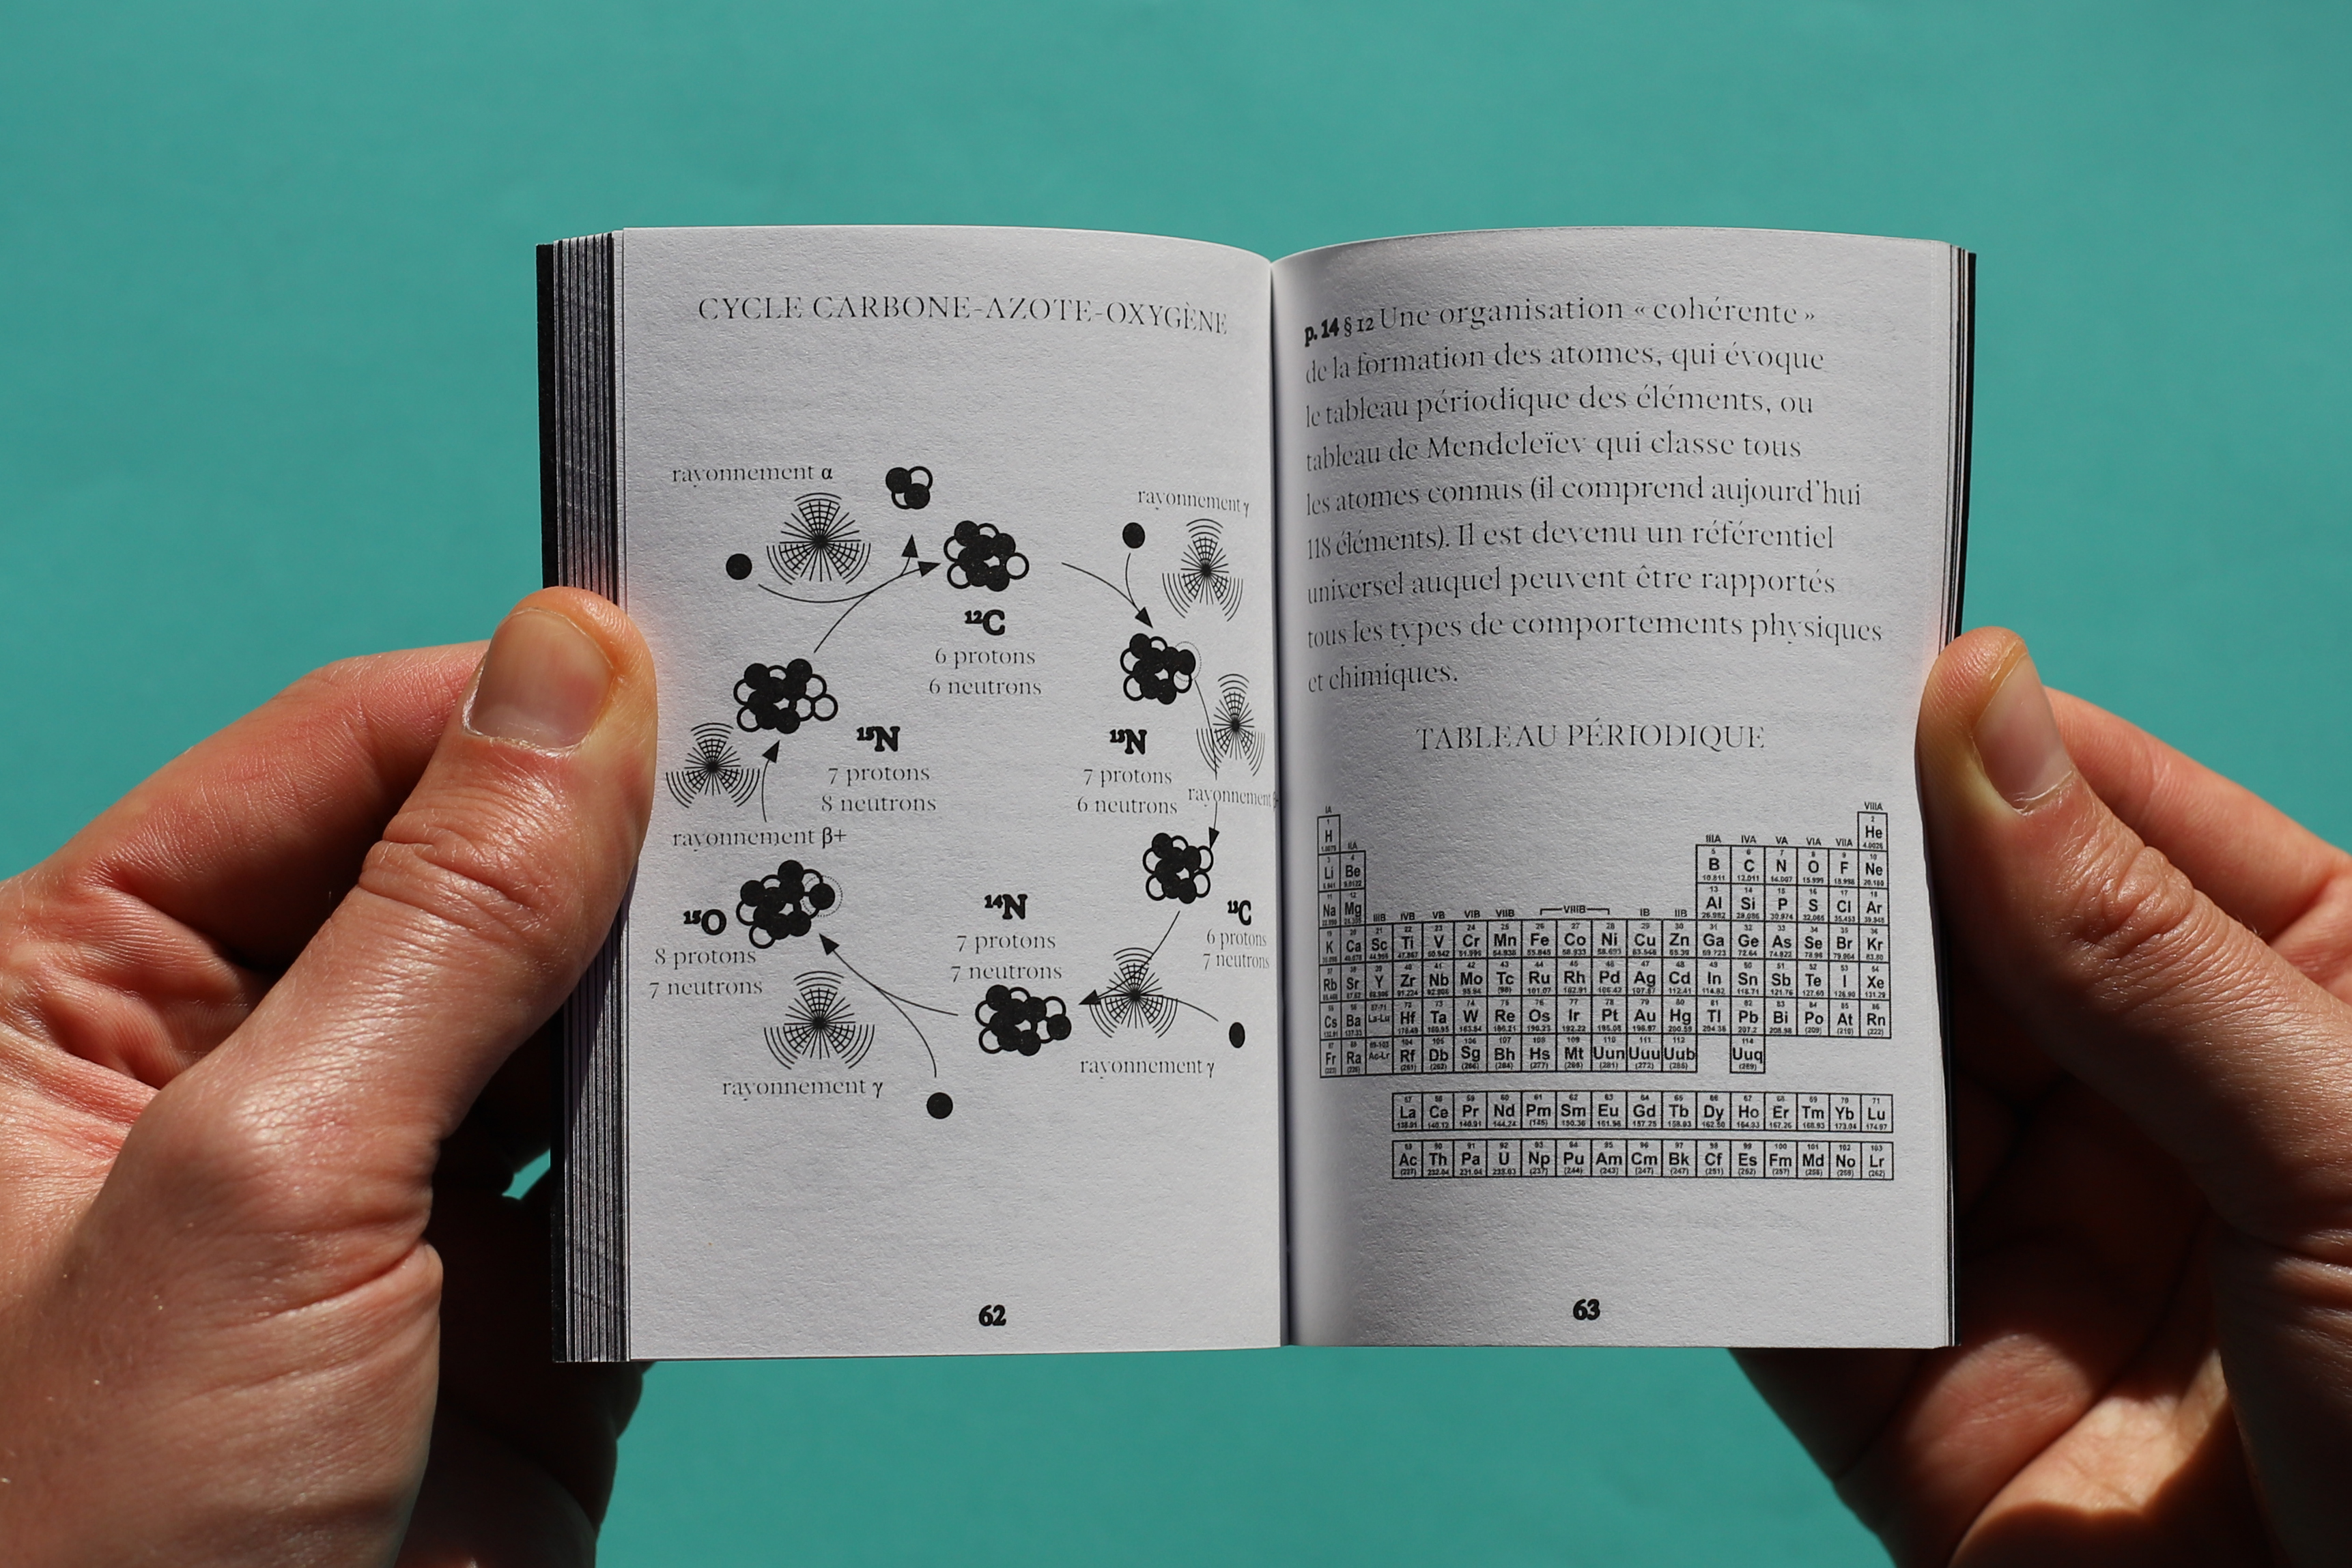 CYCLE CARBONE-AZOTE-OXYGÈNE
rayonnement α
rayonnement γ
¹²C
6 protons
6 neutrons
¹⁵N
7 protons
8 neutrons
¹³N
7 protons
6 neutrons
rayonnement
rayonnement β+
¹⁵O
8 protons
7 neutrons
¹⁴N
7 protons
7 neutrons
¹³C
6 protons
7 neutrons
rayonnement γ
rayonnement γ
62
p. 14 § 12 Une organisation « cohérente »
de la formation des atomes, qui évoque
le tableau périodique des éléments, ou
tableau de Mendeleïev qui classe tous
les atomes connus (il comprend aujourd’hui
118 éléments). Il est devenu un référentiel
universel auquel peuvent être rapportés
tous les types de comportements physiques
et chimiques.
TABLEAU PÉRIODIQUE
IA VIIIA
H He
IIA IIIA IVA VA VIA VIIA
Li Be B C N O F Ne
Na Mg Al Si P S Cl Ar
IIIB IVB VB VIB VIIB VIIIB IB IIB
K Ca Sc Ti V Cr Mn Fe Co Ni Cu Zn Ga Ge As Se Br Kr
Rb Sr Y Zr Nb Mo Tc Ru Rh Pd Ag Cd In Sn Sb Te I Xe
Cs Ba La-Lu Hf Ta W Re Os Ir Pt Au Hg Tl Pb Bi Po At Rn
Fr Ra Ac-Lr Rf Db Sg Bh Hs Mt Uun Uuu Uub Uuq
La Ce Pr Nd Pm Sm Eu Gd Tb Dy Ho Er Tm Yb Lu
Ac Th Pa U Np Pu Am Cm Bk Cf Es Fm Md No Lr
63